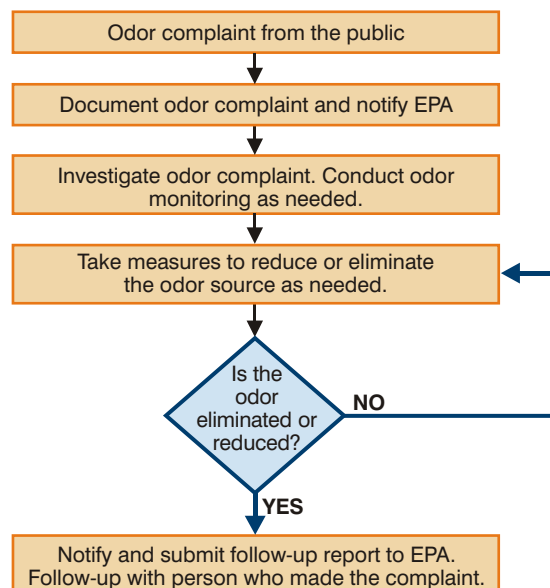 Odor complaint from the public
Document odor complaint and notify EPA
Investigate odor complaint. Conduct odor
monitoring as needed.
Take measures to reduce or eliminate
the odor source as needed.
Is the
odor
eliminated or
reduced?
NO
YES
Notify and submit follow-up report to EPA.
Follow-up with person who made the complaint.